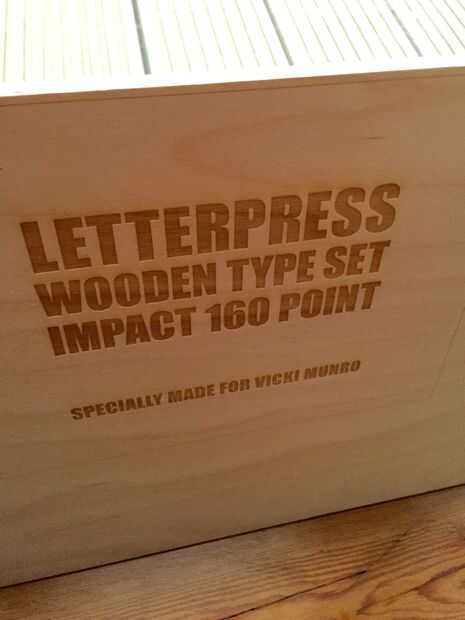 LETTERPRESS
WOODEN TYPE SET
IMPACT 160 POINT
SPECIALLY MADE FOR VICKI MUNRO